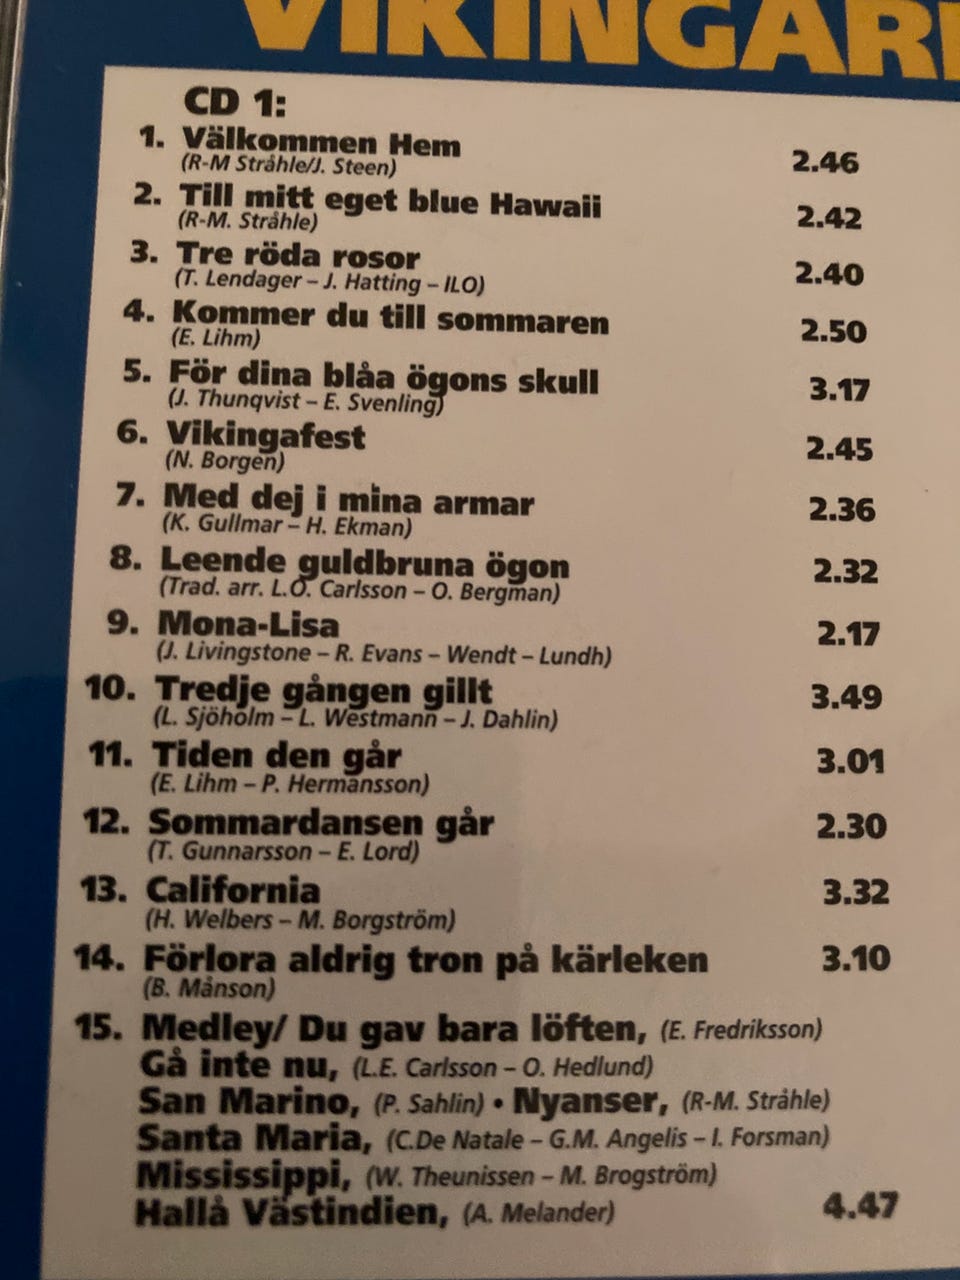 VIKINGAR
CD 1:
1. Välkommen Hem 2.46
(R-M Stråhle/J. Steen)
2. Till mitt eget blue Hawaii 2.42
(R-M. Stråhle)
3. Tre röda rosor 2.40
(T. Lendager – J. Hatting – ILO)
4. Kommer du till sommaren 2.50
(E. Lihm)
5. För dina blåa ögons skull 3.17
(J. Thunqvist – E. Svenling)
6. Vikingafest 2.45
(N. Borgen)
7. Med dej i mina armar 2.36
(K. Gullmar – H. Ekman)
8. Leende guldbruna ögon 2.32
(Trad. arr. L.O. Carlsson – O. Bergman)
9. Mona-Lisa 2.17
(J. Livingstone – R. Evans – Wendt – Lundh)
10. Tredje gången gillt 3.49
(L. Sjöholm – L. Westmann – J. Dahlin)
11. Tiden den går 3.01
(E. Lihm – P. Hermansson)
12. Sommardansen går 2.30
(T. Gunnarsson – E. Lord)
13. California 3.32
(H. Welbers – M. Borgström)
14. Förlora aldrig tron på kärleken 3.10
(B. Månson)
15. Medley/ Du gav bara löften, (E. Fredriksson)
Gå inte nu, (L.E. Carlsson – O. Hedlund)
San Marino, (P. Sahlin) • Nyanser, (R-M. Stråhle)
Santa Maria, (C.De Natale – G.M. Angelis – I. Forsman)
Mississippi, (W. Theunissen – M. Brogström)
Hallå Västindien, (A. Melander) 4.47